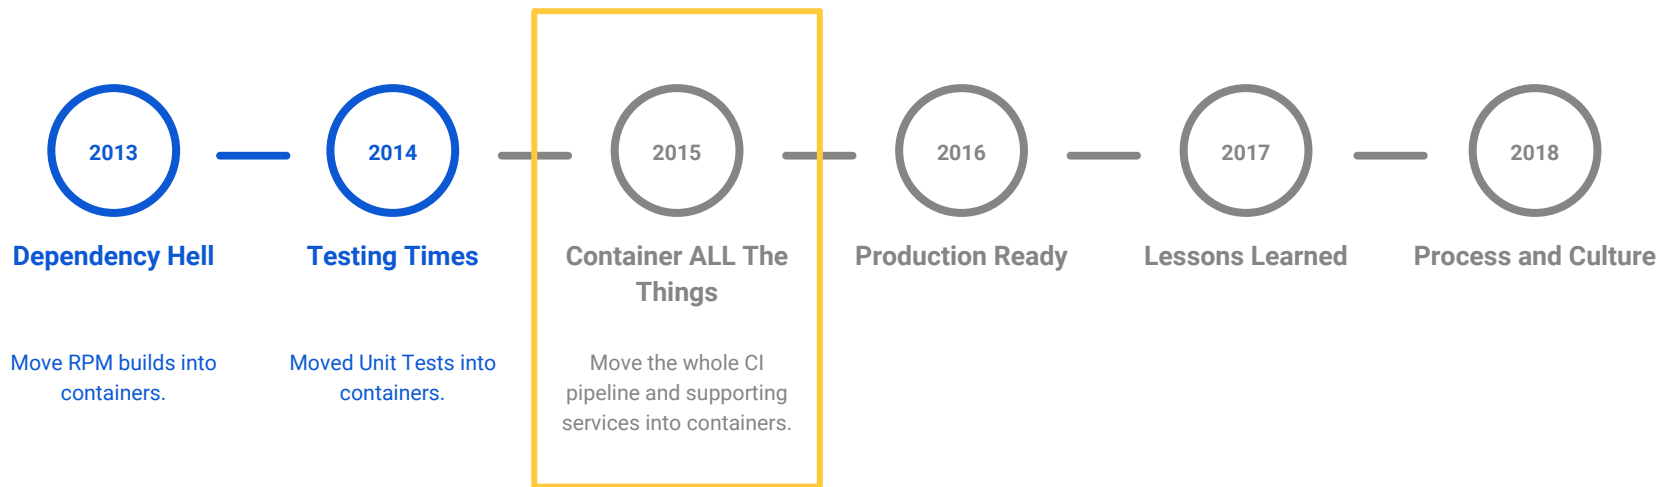 2013
Dependency Hell
Move RPM builds into
containers.
2014
Testing Times
Moved Unit Tests into
containers.
2015
Container ALL The
Things
Move the whole CI
pipeline and supporting
services into containers.
2016
Production Ready
2017
Lessons Learned
2018
Process and Culture